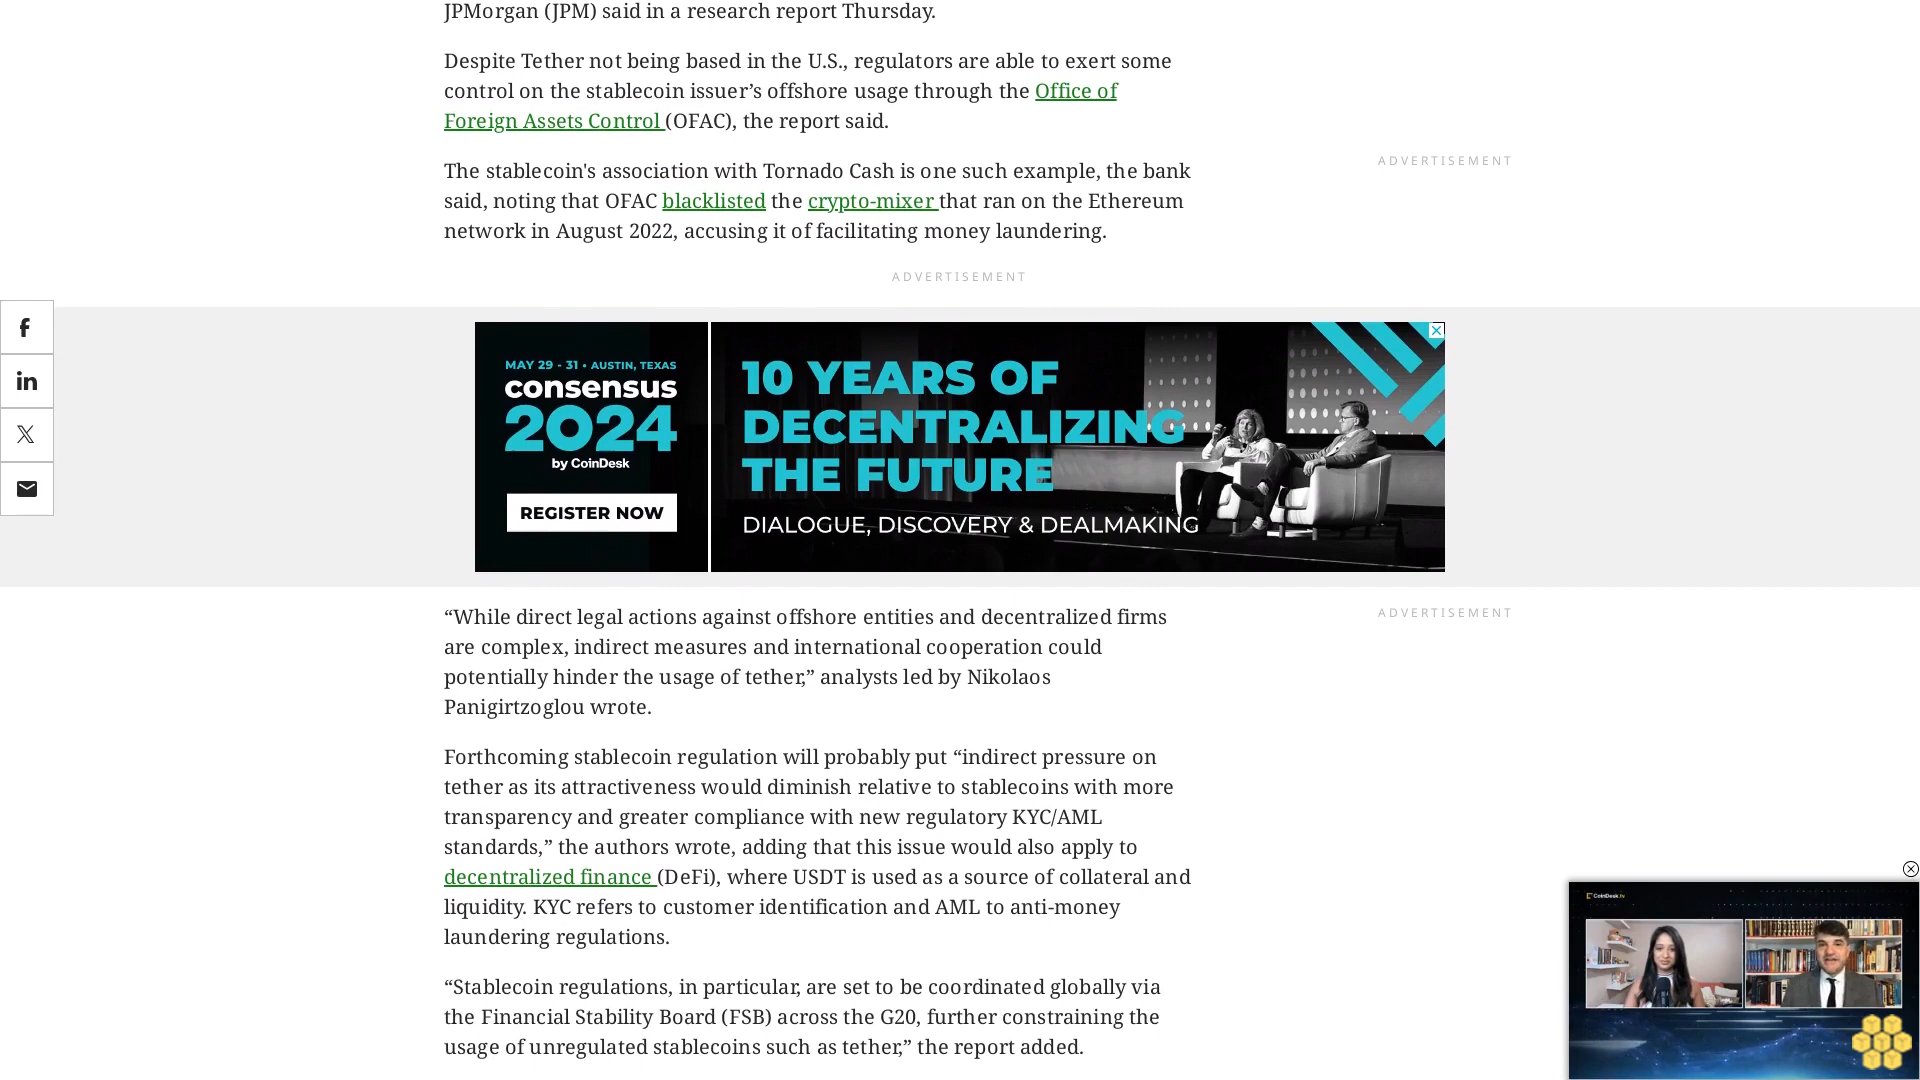 JPMorgan (JPM) said in a research report Thursday.
Despite Tether not being based in the U.S., regulators are able to exert some
control on the stablecoin issuer’s offshore usage through the Office of
Foreign Assets Control (OFAC), the report said.
The stablecoin's association with Tornado Cash is one such example, the bank
said, noting that OFAC blacklisted the crypto-mixer that ran on the Ethereum
network in August 2022, accusing it of facilitating money laundering.
ADVERTISEMENT
ADVERTISEMENT
MAY 29 - 31 • AUSTIN, TEXAS
consensus
2024
by CoinDesk
REGISTER NOW
10 YEARS OF
DECENTRALIZING
THE FUTURE
DIALOGUE, DISCOVERY & DEALMAKING
“While direct legal actions against offshore entities and decentralized firms
are complex, indirect measures and international cooperation could
potentially hinder the usage of tether,” analysts led by Nikolaos
Panigirtzoglou wrote.
ADVERTISEMENT
Forthcoming stablecoin regulation will probably put “indirect pressure on
tether as its attractiveness would diminish relative to stablecoins with more
transparency and greater compliance with new regulatory KYC/AML
standards,” the authors wrote, adding that this issue would also apply to
decentralized finance (DeFi), where USDT is used as a source of collateral and
liquidity. KYC refers to customer identification and AML to anti-money
laundering regulations.
“Stablecoin regulations, in particular, are set to be coordinated globally via
the Financial Stability Board (FSB) across the G20, further constraining the
usage of unregulated stablecoins such as tether,” the report added.
CoinDesk.tv